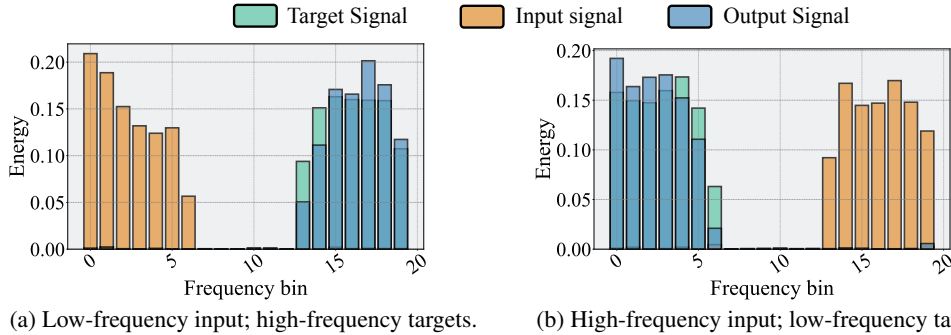 Target Signal Input signal Output Signal
0.20
0.15
0.10
0.05
0.00
Energy
0 5 10 15 20
Frequency bin
(a) Low-frequency input; high-frequency targets.
0.20
0.15
0.10
0.05
0.00
Energy
0 5 10 15 20
Frequency bin
(b) High-frequency input; low-frequency ta